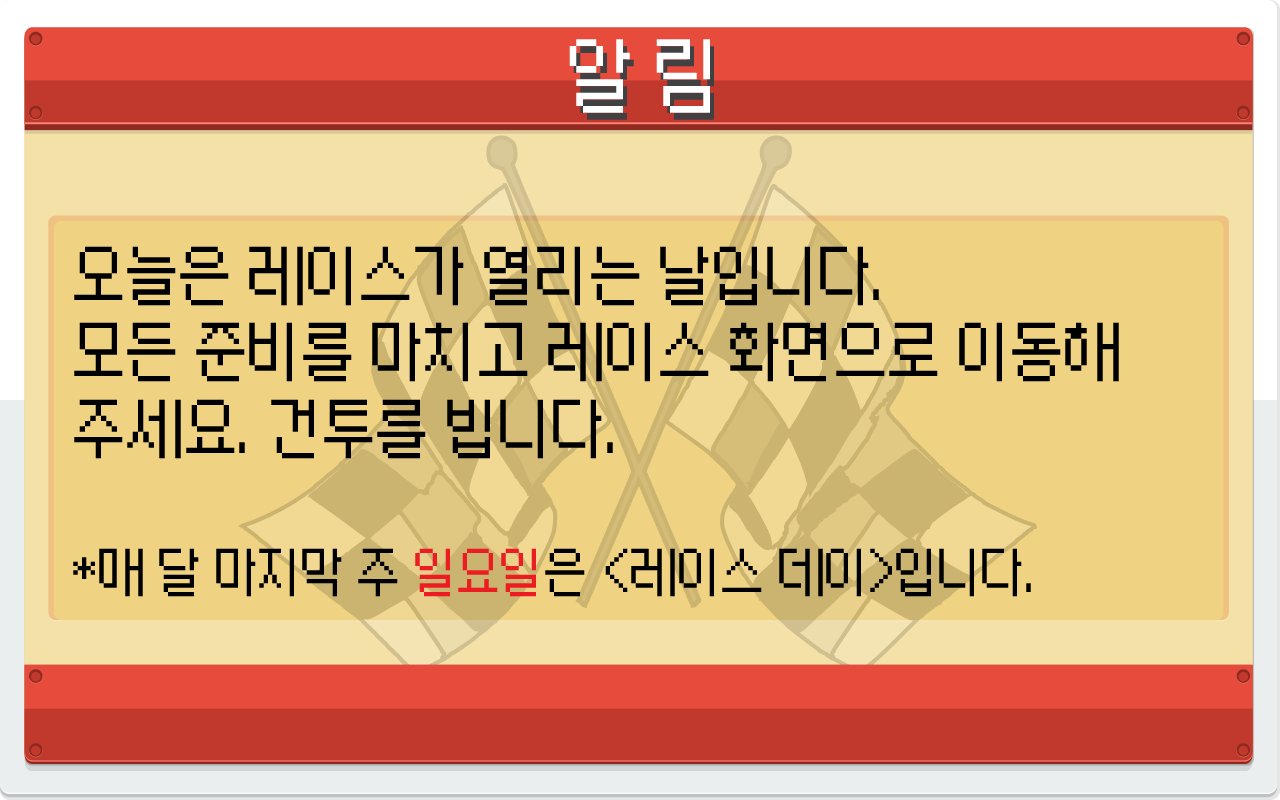 알림
오늘은 레이스가 열리는 날입니다.
모든 준비를 마치고 레이스 화면으로 이동해
주세요. 건투를 빕니다.
*매 달 마지막 주 일요일은 <레이스 데이>입니다.